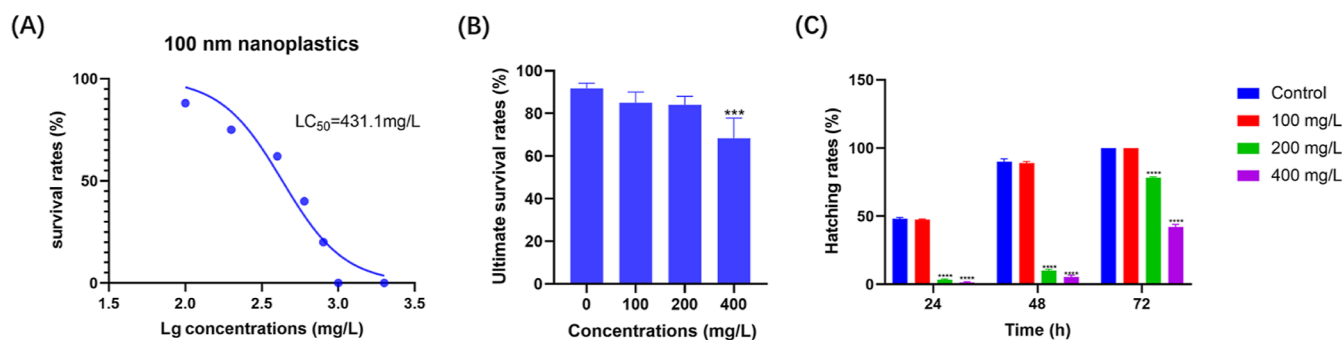 (A)
100 nm nanoplastics
survival rates (%)
100
50
0
LC50=431.1mg/L
1.5 2.0 2.5 3.0 3.5
Lg concentrations (mg/L)
(B)
Ultimate survival rates (%)
100
80
60
40
20
0
***
0 100 200 400
Concentrations (mg/L)
(C)
Hatching rates (%)
150
100
50
0
**** ****
**** ****
**** ****
24 48 72
Time (h)
Control
100 mg/L
200 mg/L
400 mg/L